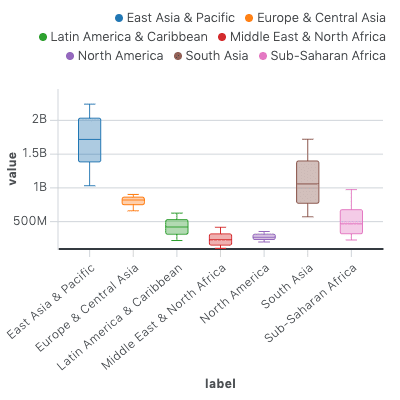 East Asia & Pacific Europe & Central Asia
Latin America & Caribbean Middle East & North Africa
North America South Asia Sub-Saharan Africa
value
2B
1.5B
1B
500M
East Asia & Pacific
Europe & Central Asia
Latin America & Caribbean
Middle East & North Africa
North America
South Asia
Sub-Saharan Africa
label